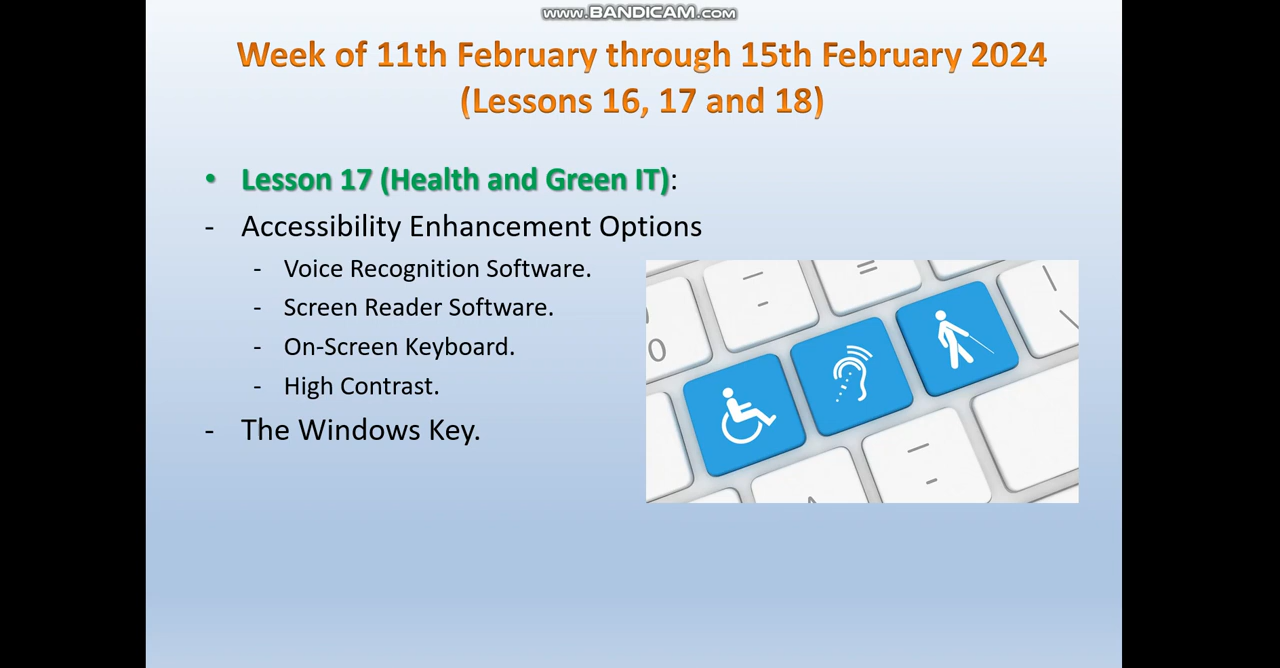 www.BANDICAM.com
Week of 11th February through 15th February 2024
(Lessons 16, 17 and 18)
• Lesson 17 (Health and Green IT):
- Accessibility Enhancement Options
- Voice Recognition Software.
- Screen Reader Software.
- On-Screen Keyboard.
- High Contrast.
- The Windows Key.